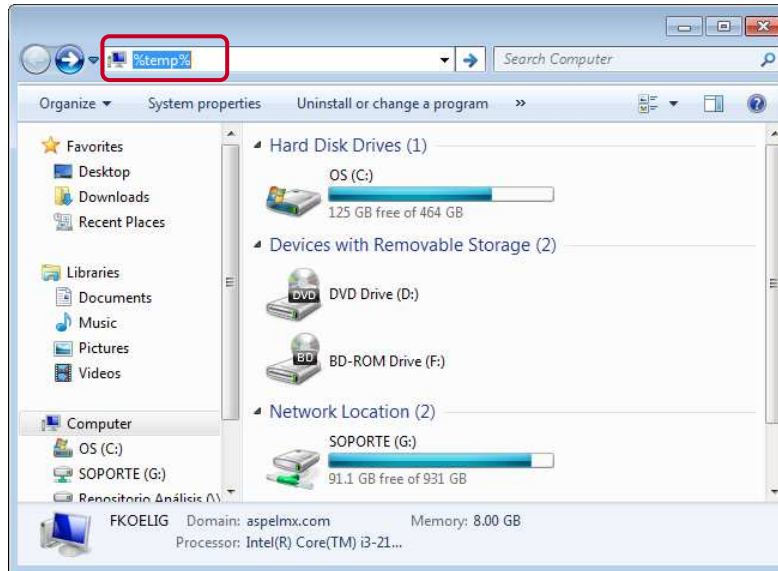 %temp%
Search Computer
Organize
System properties
Uninstall or change a program
»
Favorites
Desktop
Downloads
Recent Places
Libraries
Documents
Music
Pictures
Videos
Computer
OS (C:)
SOPORTE (G:)
Repositorio Análisis
Hard Disk Drives (1)
OS (C:)
125 GB free of 464 GB
Devices with Removable Storage (2)
DVD
DVD Drive (D:)
BD
BD-ROM Drive (F:)
Network Location (2)
SOPORTE (G:)
91.1 GB free of 931 GB
FKOELIG Domain: aspelmx.com Memory: 8.00 GB
Processor: Intel(R) Core(TM) i3-21...